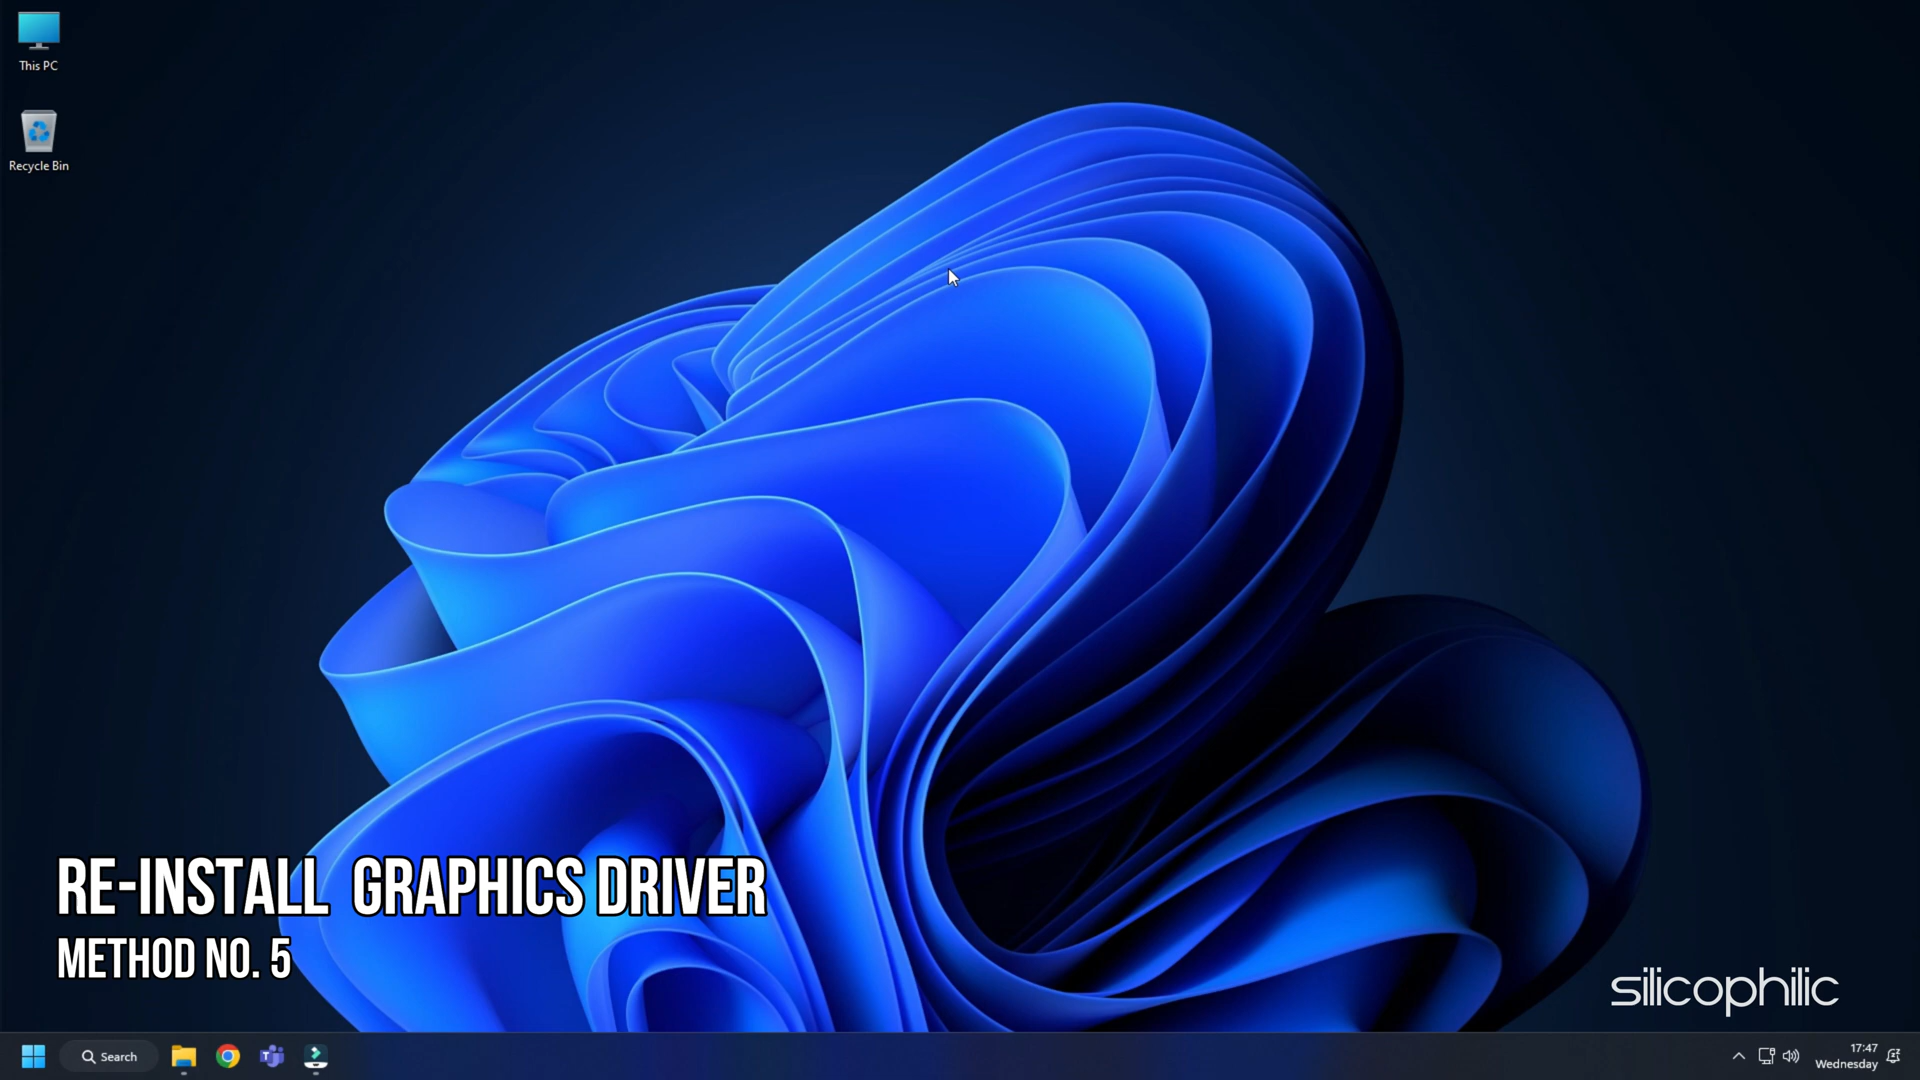 This PC
Recycle Bin
RE-INSTALL GRAPHICS DRIVER
METHOD NO. 5
silicophilic
Search
17:47
Wednesday